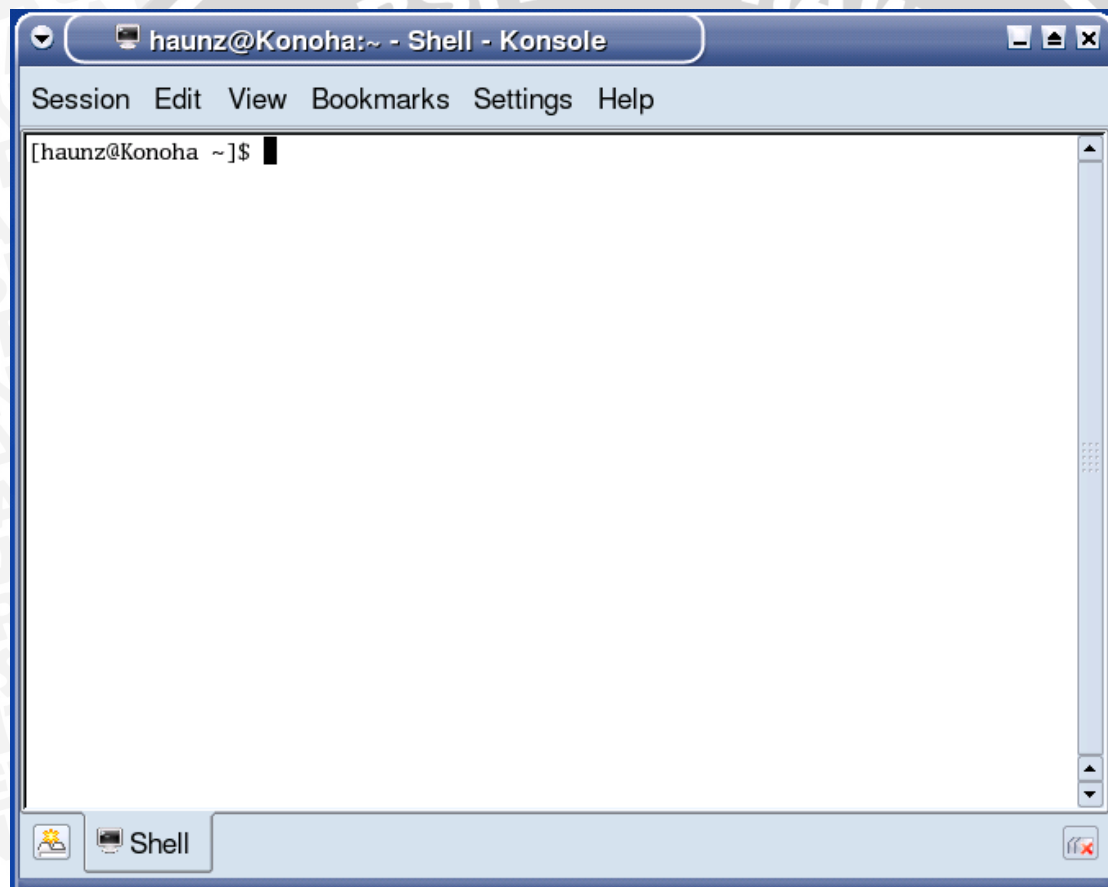 haunz@Konoha:~ - Shell - Konsole
Session Edit View Bookmarks Settings Help
[haunz@Konoha ~]$
Shell